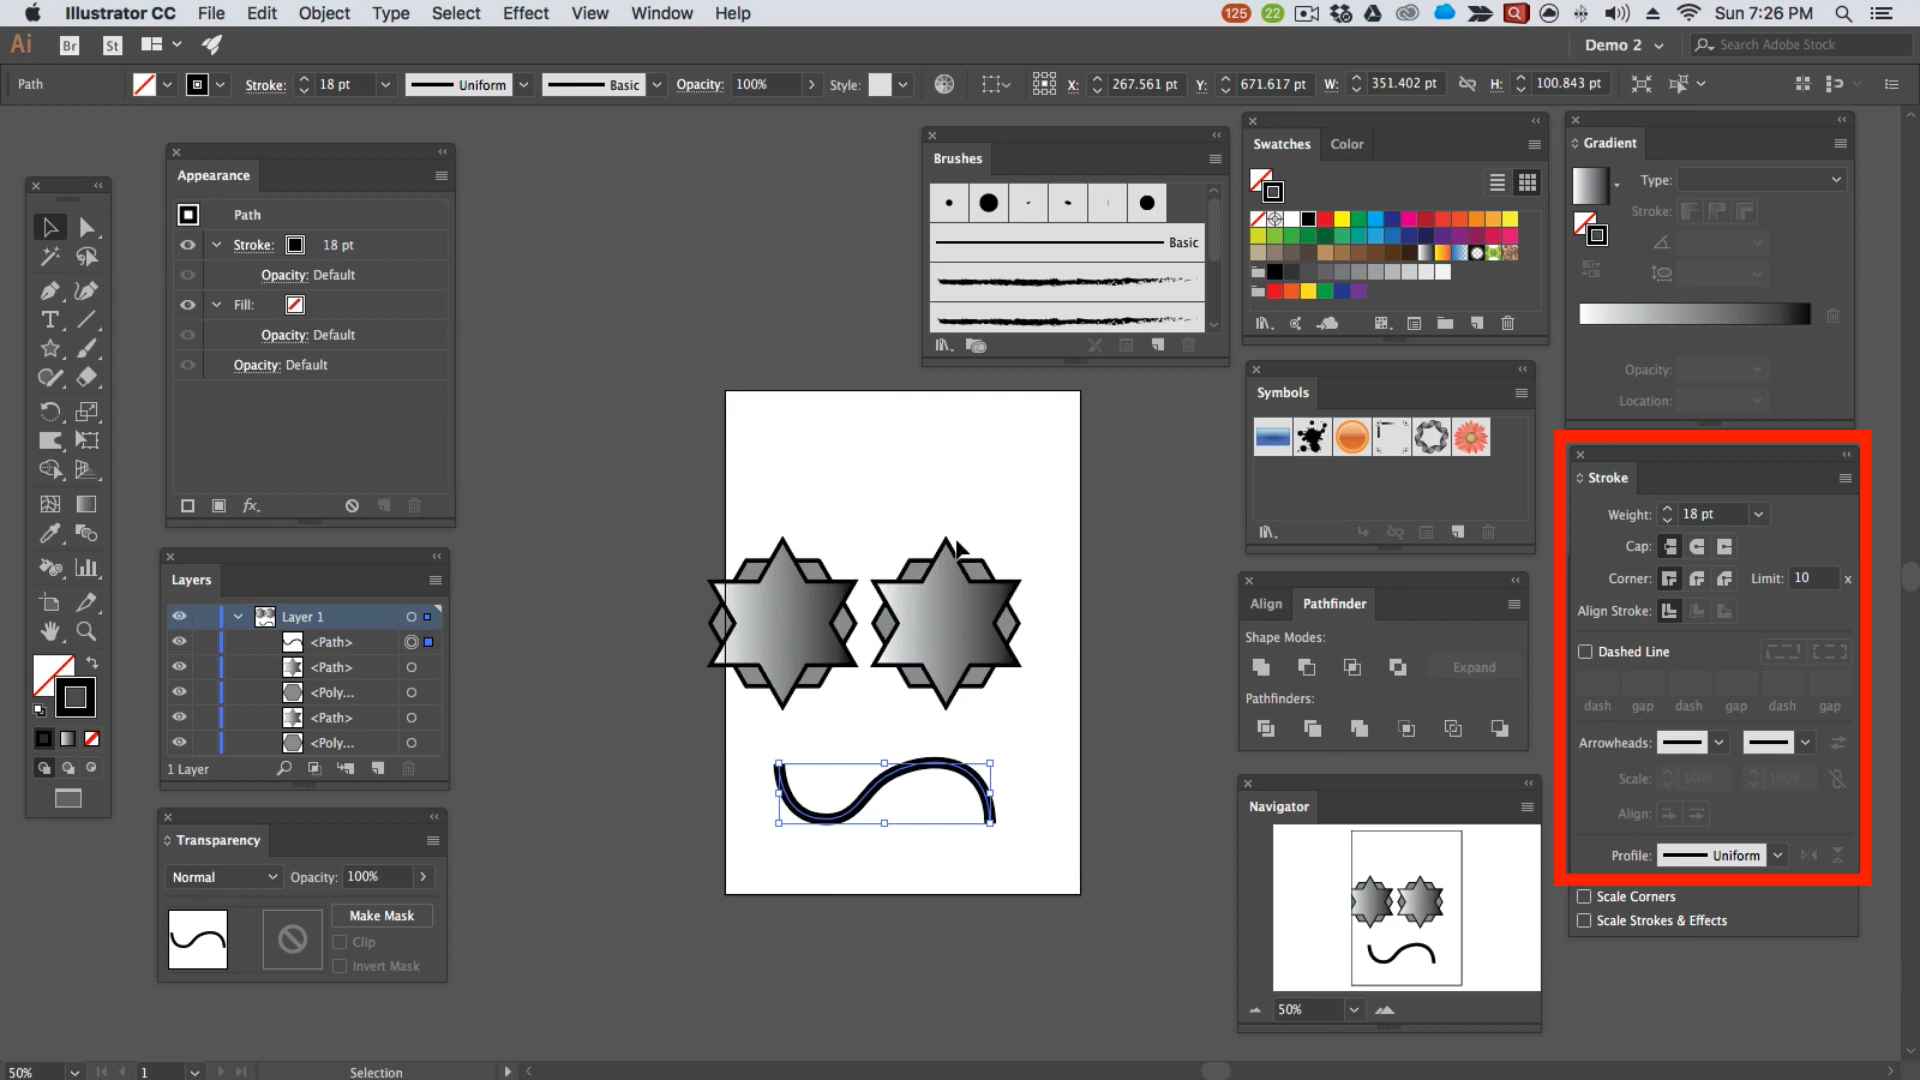 Illustrator CC File Edit Object Type Select Effect View Window Help 125 22 Sun 7:26 PM
Ai Br St Demo 2 Search Adobe Stock
Path Stroke: 18 pt Uniform Basic Opacity: 100% Style: X: 267.561 pt Y: 671.617 pt W: 351.402 pt H: 100.843 pt
Appearance
Path
Stroke: 18 pt
Opacity: Default
Fill:
Opacity: Default
Opacity: Default
Layers
Layer 1
<Path>
<Path>
<Poly...
<Path>
<Poly...
1 Layer
Transparency
Normal Opacity: 100%
Make Mask
Clip
Invert Mask
Brushes
Basic
Swatches Color
Symbols
Align Pathfinder
Shape Modes:
Expand
Pathfinders:
Navigator
50%
Gradient
Type:
Stroke:
Opacity:
Location:
Stroke
Weight: 18 pt
Cap:
Corner: Limit: 10 x
Align Stroke:
Dashed Line
dash gap dash gap dash gap
Arrowheads:
Scale: 100% 100%
Align:
Profile: Uniform
Scale Corners
Scale Strokes & Effects
50% 1 Selection